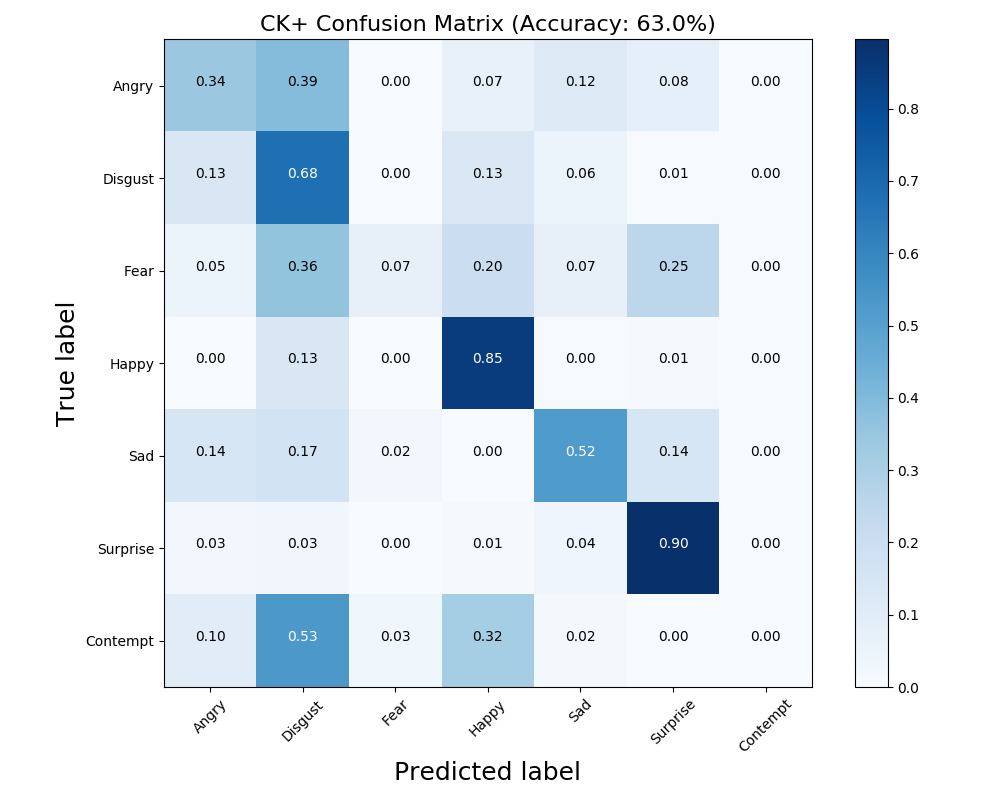 CK+ Confusion Matrix (Accuracy: 63.0%)
Angry 0.34 0.39 0.00 0.07 0.12 0.08 0.00
Disgust 0.13 0.68 0.00 0.13 0.06 0.01 0.00
Fear 0.05 0.36 0.07 0.20 0.07 0.25 0.00
Happy 0.00 0.13 0.00 0.85 0.00 0.01 0.00
Sad 0.14 0.17 0.02 0.00 0.52 0.14 0.00
Surprise 0.03 0.03 0.00 0.01 0.04 0.90 0.00
Contempt 0.10 0.53 0.03 0.32 0.02 0.00 0.00
Angry Disgust Fear Happy Sad Surprise Contempt
Predicted label
True label
0.8
0.7
0.6
0.5
0.4
0.3
0.2
0.1
0.0